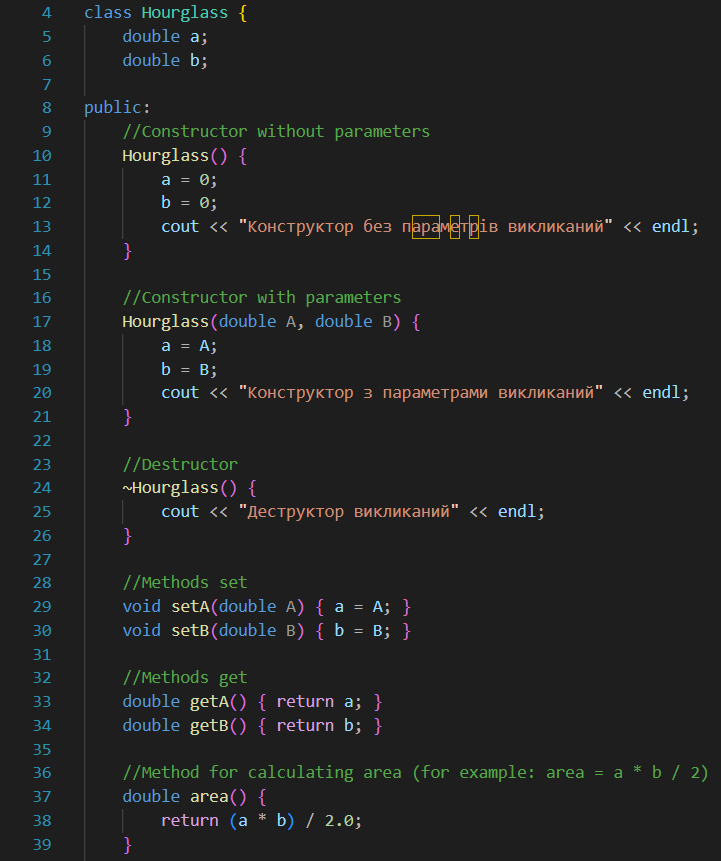 4 class Hourglass {
5 double a;
6 double b;
7
8 public:
9 //Constructor without parameters
10 Hourglass() {
11 a = 0;
12 b = 0;
13 cout << "Конструктор без параметрів викликаний" << endl;
14 }
15
16 //Constructor with parameters
17 Hourglass(double A, double B) {
18 a = A;
19 b = B;
20 cout << "Конструктор з параметрами викликаний" << endl;
21 }
22
23 //Destructor
24 ~Hourglass() {
25 cout << "Деструктор викликаний" << endl;
26 }
27
28 //Methods set
29 void setA(double A) { a = A; }
30 void setB(double B) { b = B; }
31
32 //Methods get
33 double getA() { return a; }
34 double getB() { return b; }
35
36 //Method for calculating area (for example: area = a * b / 2)
37 double area() {
38 return (a * b) / 2.0;
39 }